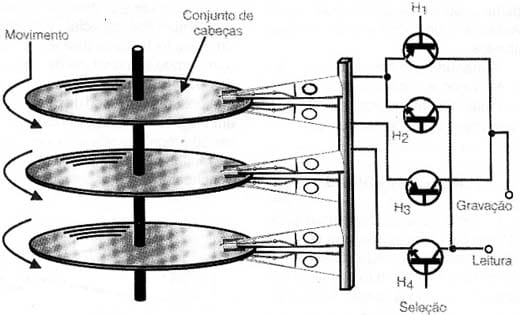 Conjunto de
cabeças
Movimento
H1
H2
H3
Gravação
H4
Leitura
Seleção